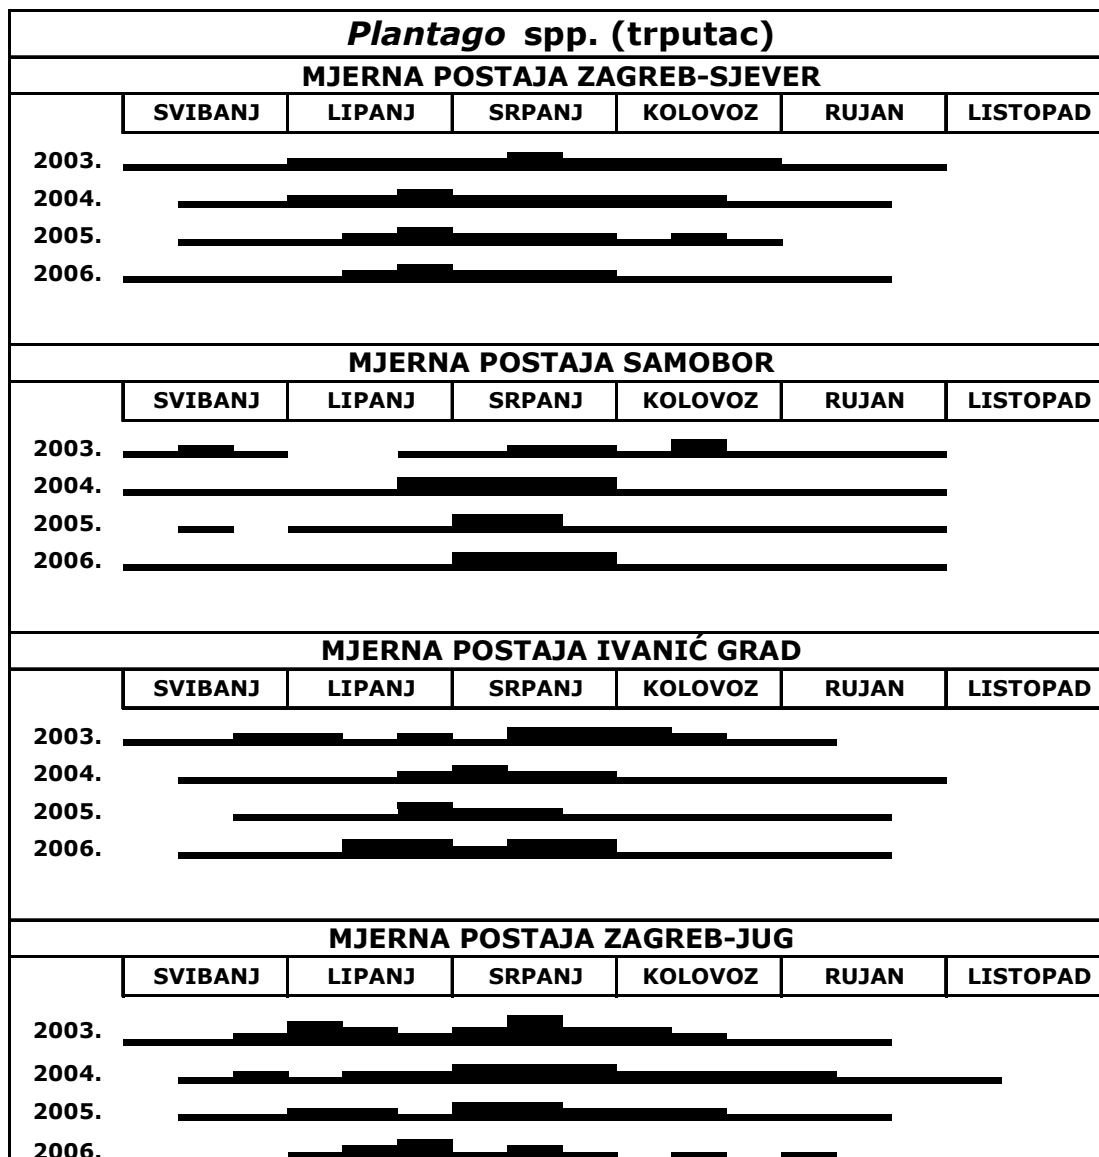 Plantago spp. (trputac)
MJERNA POSTAJA ZAGREB-SJEVER
SVIBANJ LIPANJ SRPANJ KOLOVOZ RUJAN LISTOPAD
2003.
2004.
2005.
2006.
MJERNA POSTAJA SAMOBOR
SVIBANJ LIPANJ SRPANJ KOLOVOZ RUJAN LISTOPAD
2003.
2004.
2005.
2006.
MJERNA POSTAJA IVANIĆ GRAD
SVIBANJ LIPANJ SRPANJ KOLOVOZ RUJAN LISTOPAD
2003.
2004.
2005.
2006.
MJERNA POSTAJA ZAGREB-JUG
SVIBANJ LIPANJ SRPANJ KOLOVOZ RUJAN LISTOPAD
2003.
2004.
2005.
2006.